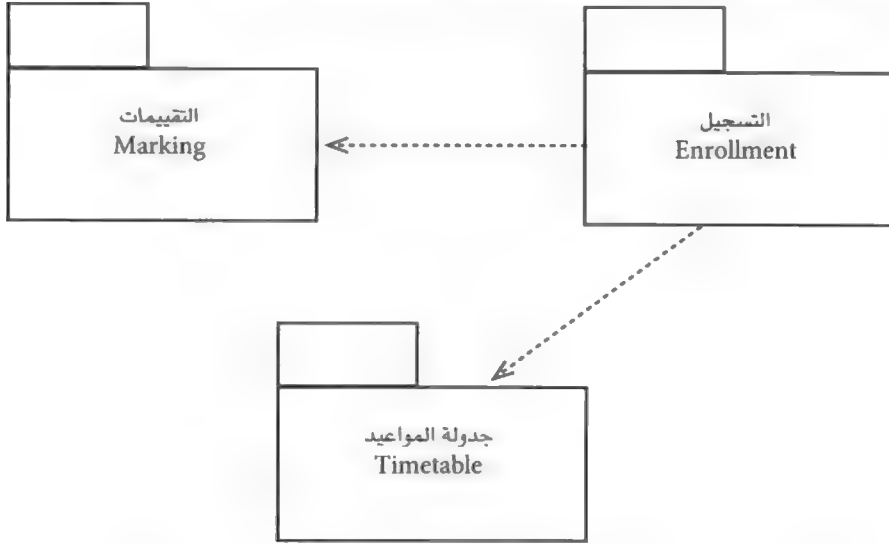 التقييمات
Marking
التسجيل
Enrollment
جدولة المواعيد
Timetable